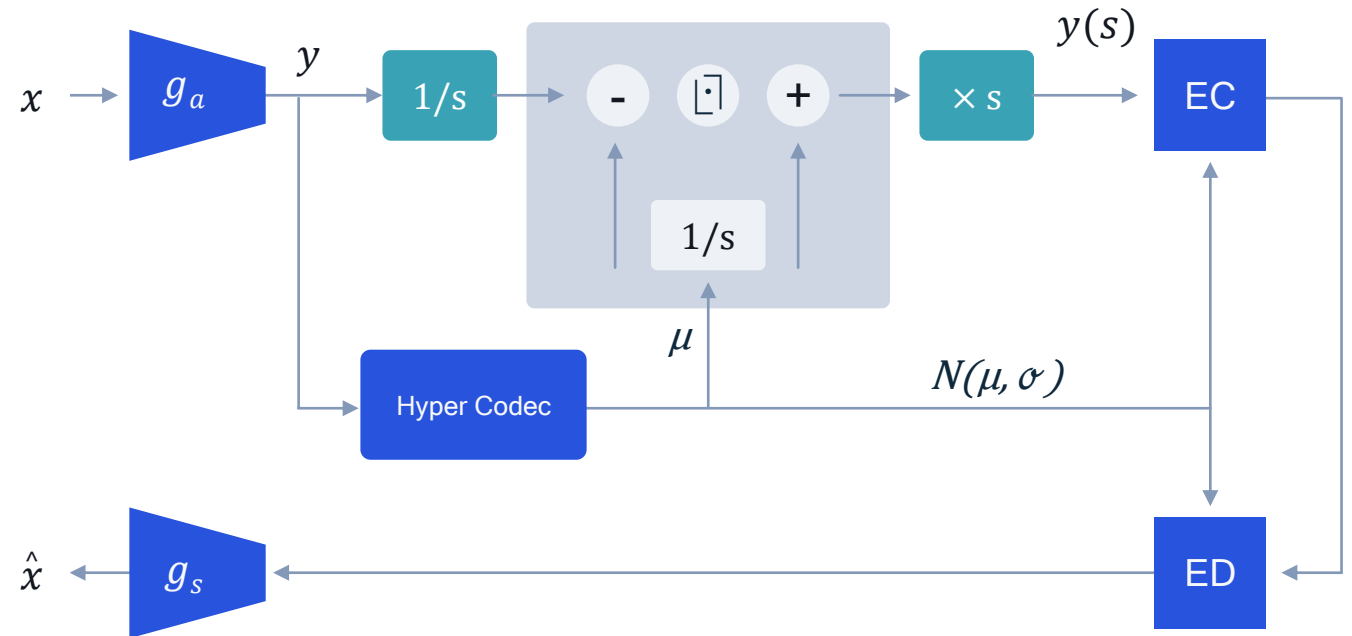 x
g_a
y
1/s
-
⌊·⌉
+
× s
y(s)
EC
1/s
μ
Hyper Codec
N(μ, σ)
x̂
g_s
ED